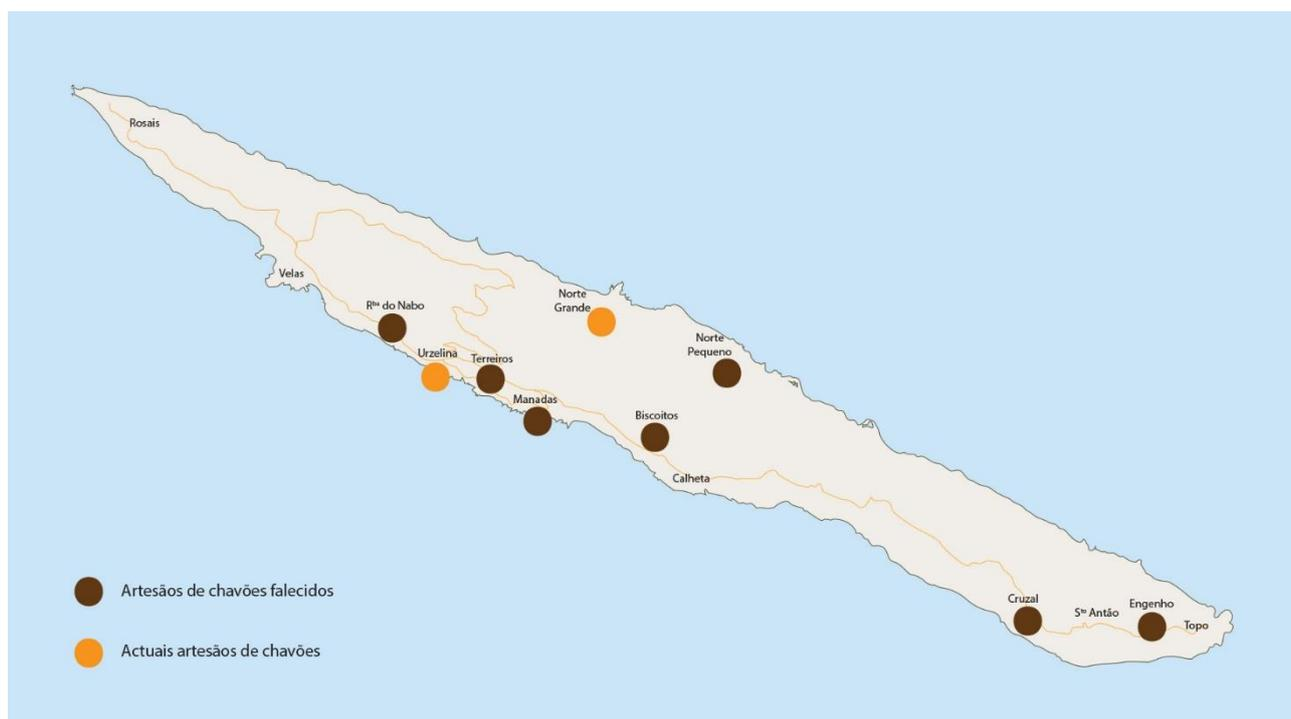 Rosais
Velas
Rba do Nabo
Norte
Grande
Urzelina
Terreiros
Norte
Pequeno
Manadas
Biscoitos
Calheta
Cruzal
Sto Antão
Engenho
Topo
Artesãos de chavões falecidos
Actuais artesãos de chavões